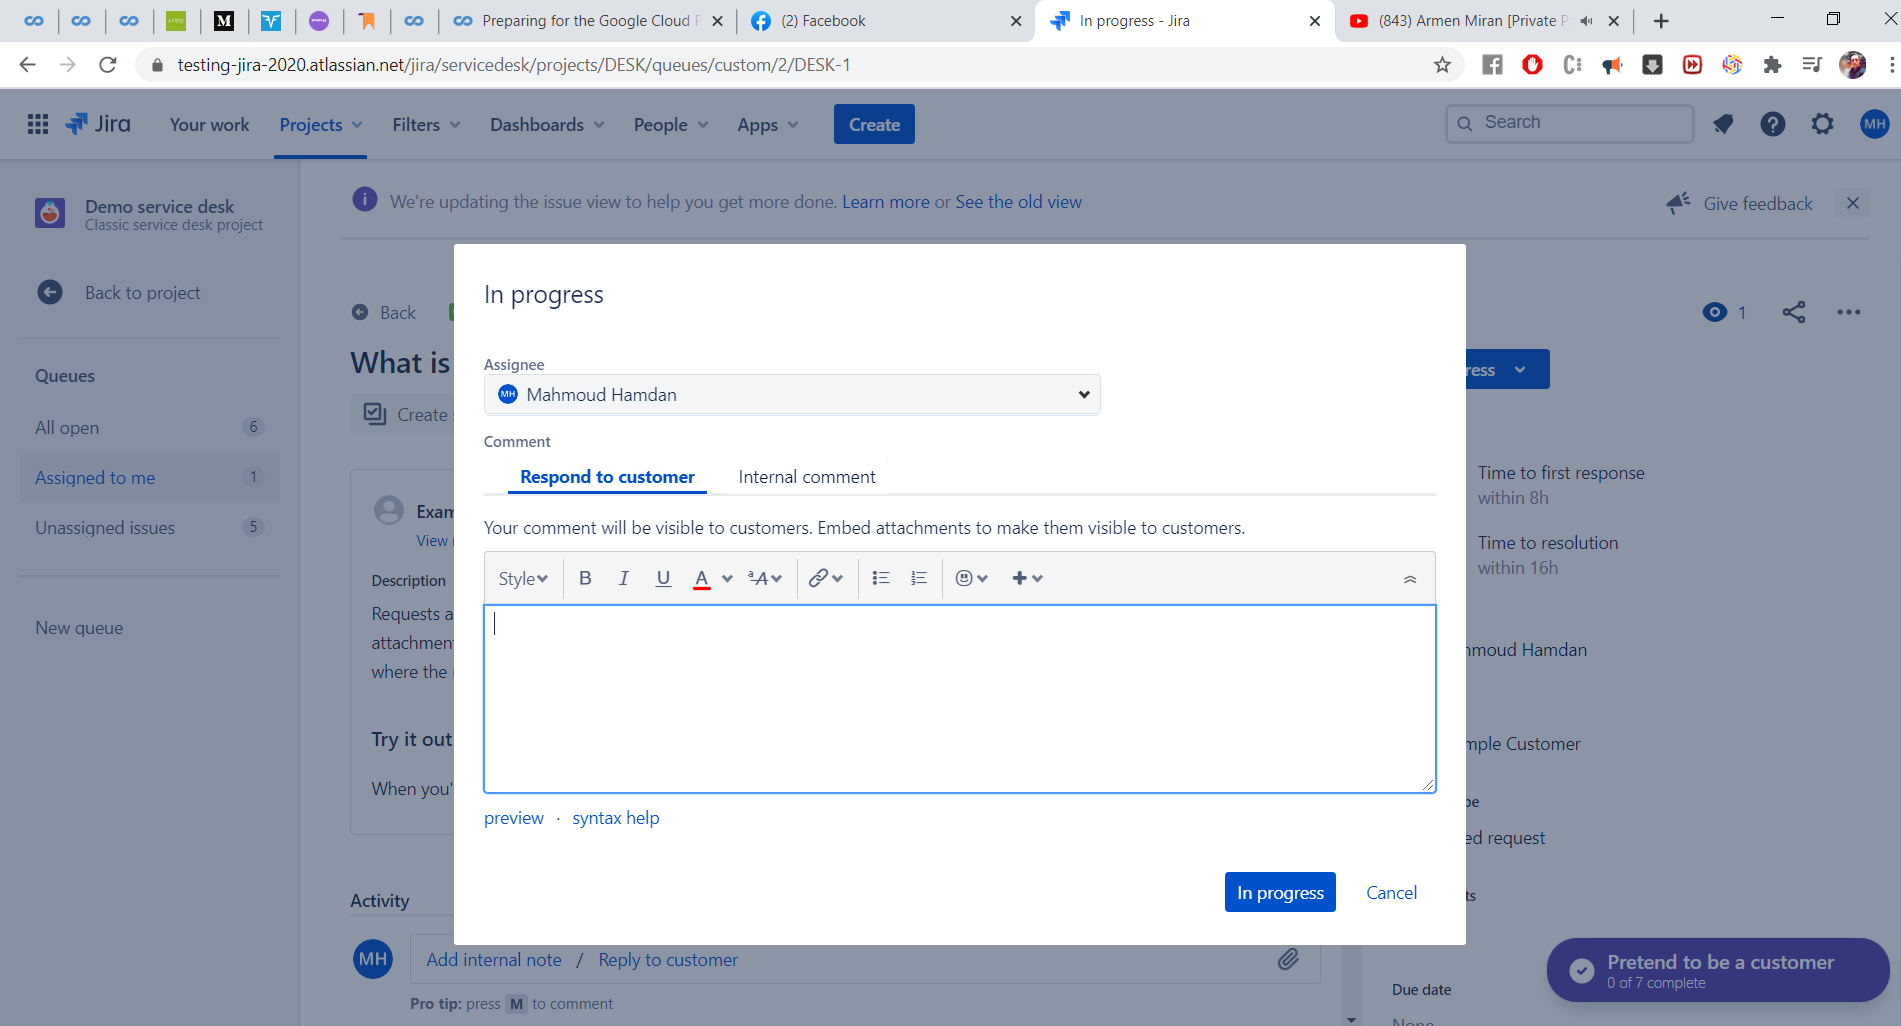 Preparing for the Google Cloud P
(2) Facebook
In progress - Jira
(843) Armen Miran [Private P
testing-jira-2020.atlassian.net/jira/servicedesk/projects/DESK/queues/custom/2/DESK-1
Jira
Your work
Projects
Filters
Dashboards
People
Apps
Create
Search
MH
Demo service desk
Classic service desk project
Back to project
Queues
All open 6
Assigned to me 1
Unassigned issues 5
New queue
We're updating the issue view to help you get more done. Learn more or See the old view
Give feedback
Back
1
What is
Create
Exam
View
Description
Requests a
attachment
where the
Try it out
When you'
In progress
Assignee
MH Mahmoud Hamdan
Comment
Respond to customer
Internal comment
Your comment will be visible to customers. Embed attachments to make them visible to customers.
Style B I U A ªA
preview · syntax help
In progress
Cancel
ress
Time to first response
within 8h
Time to resolution
within 16h
hmoud Hamdan
mple Customer
pe
ed request
ts
Activity
MH
Add internal note / Reply to customer
Pro tip: press M to comment
Due date
None
Pretend to be a customer
0 of 7 complete